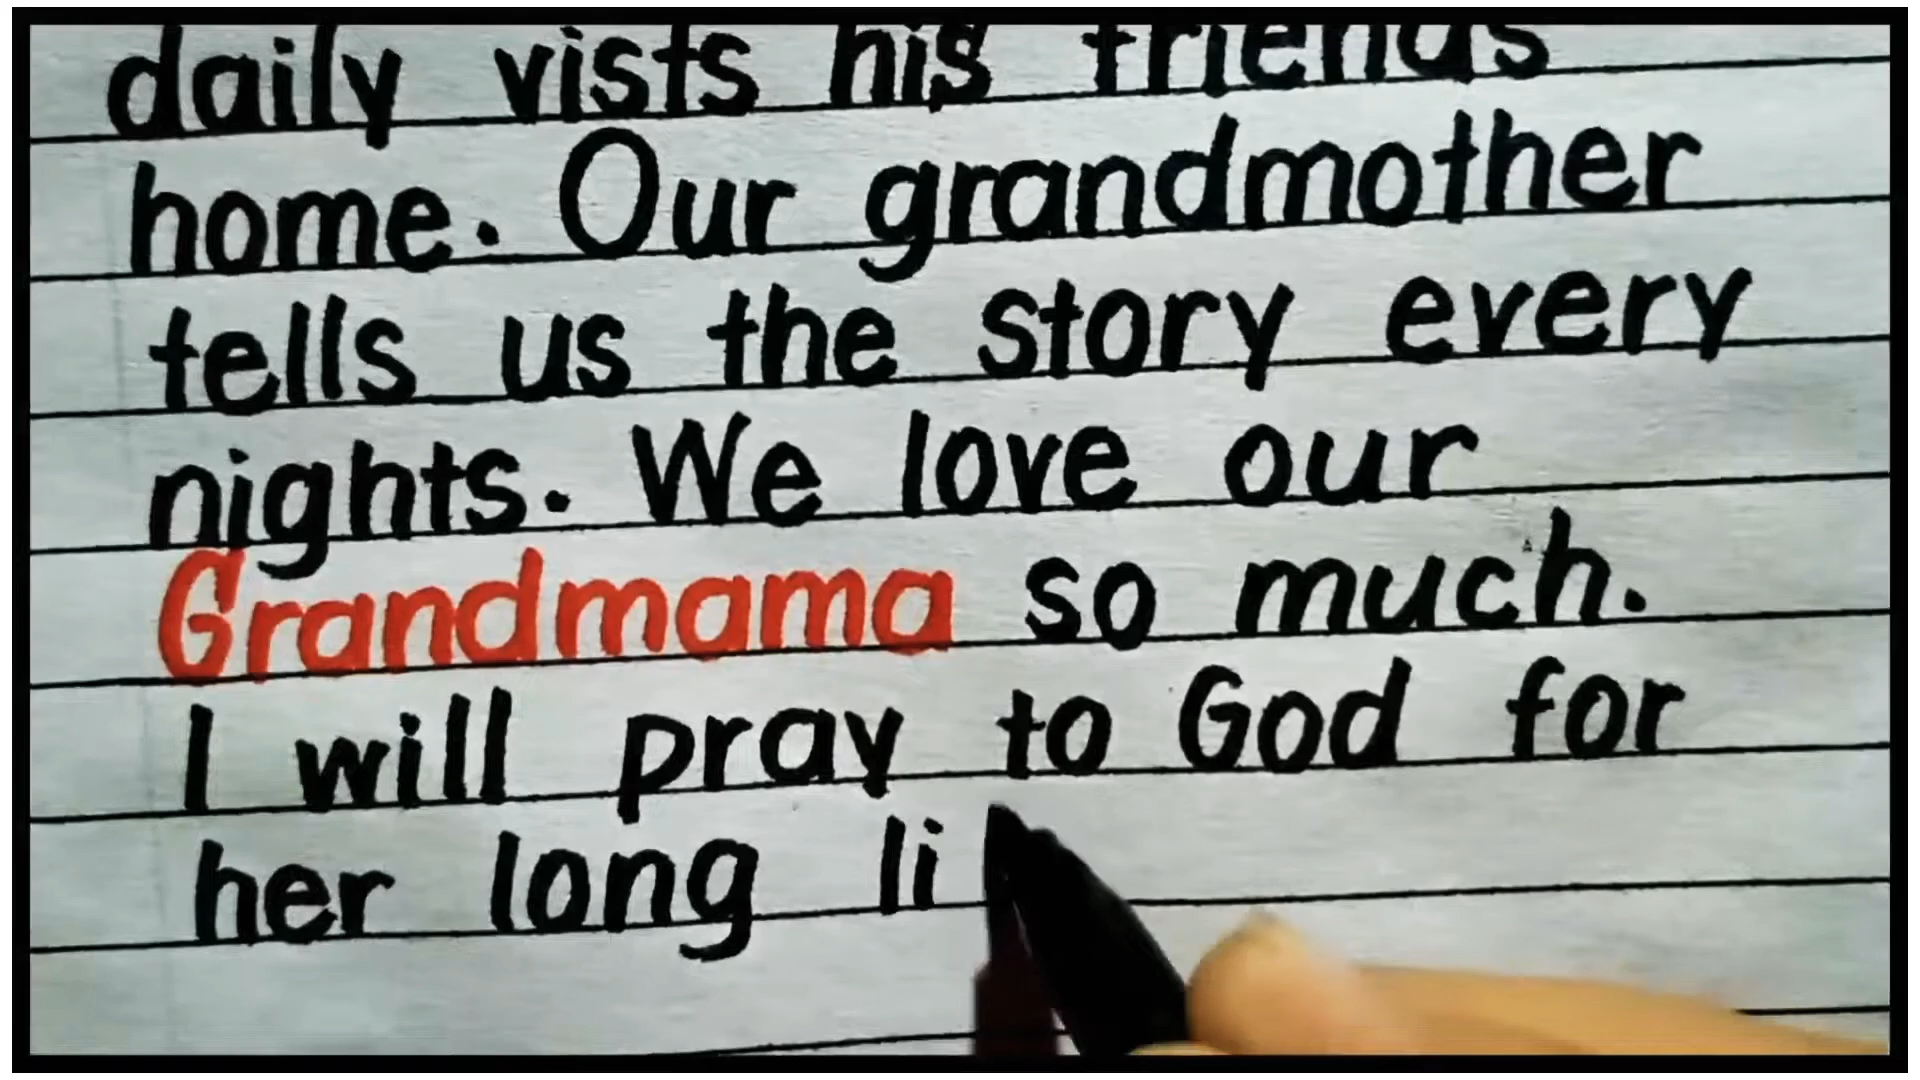 daily vists his friends
home. Our grandmother
tells us the story every
nights. We love our
Grandmama so much.
I will pray to God for
her long li